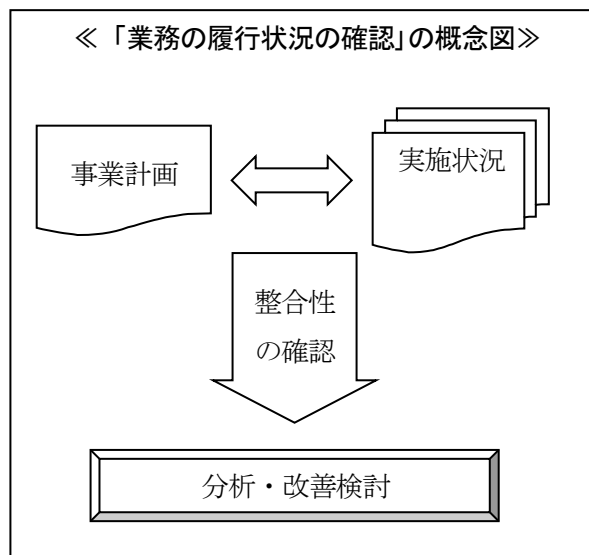 ≪「業務の履行状況の確認」の概念図≫
事業計画
実施状況
整合性
の確認
分析・改善検討